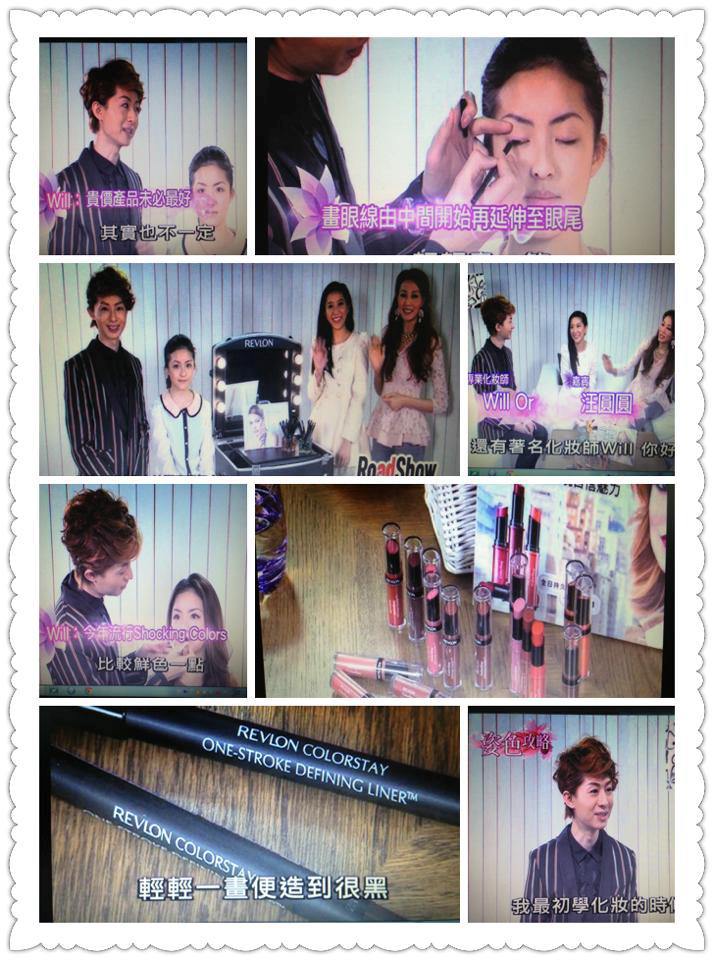 Will：貴價產品未必最好
其實也不一定
畫眼線由中間開始再延伸至眼尾
REVLON
RoadShow
專業化妝師
Will Or
嘉賓
汪圓圓
還有著名化妝師Will 你好
Will：今年流行Shocking Colors
比較鮮色一點
REVLON COLORSTAY
ONE-STROKE DEFINING LINER™
REVLON COLORSTAY
輕輕一畫便造到很黑
姿色攻略
我最初學化妝的時